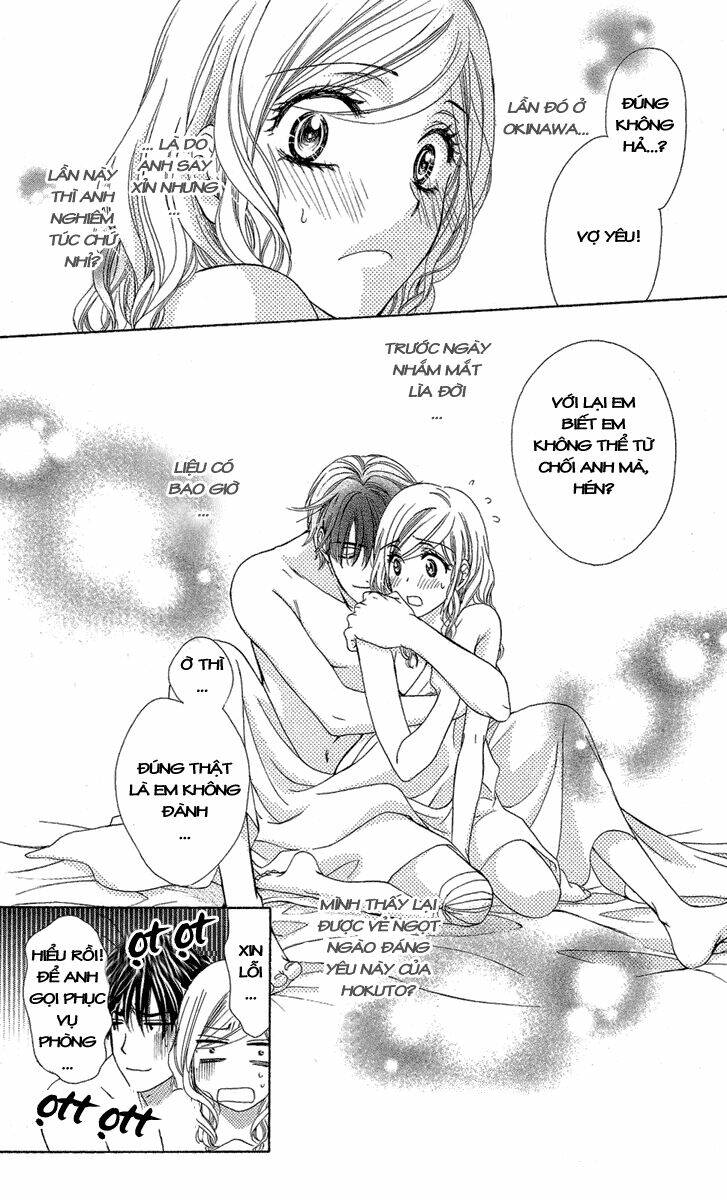 ĐÚNG
KHÔNG
HẢ...?
VỢ YÊU!
LẦN ĐÓ Ở
OKINAWA...
... LÀ DO
ANH SAY
XỈN NHƯNG
...
LẦN NÀY
THÌ ANH
NGHIÊM
TÚC CHỨ
NHỈ?
VỚI LẠI EM
BIẾT EM
KHÔNG THỂ TỪ
CHỐI ANH MÀ,
HÉN?
TRƯỚC NGÀY
NHẮM MẮT
LÌA ĐỜI
...
LIỆU CÓ
BAO GIỜ
...
Ờ THÌ
...
ĐÚNG THẬT
LÀ EM KHÔNG
ĐÀNH
...
MÌNH THẤY LẠI
ĐƯỢC VẺ NGỌT
NGÀO ĐÁNG
YÊU NÀY CỦA
HOKUTO?
XIN
LỖI
...
ỌT ỌT
HIỂU RỒI!
ĐỂ ANH
GỌI PHỤC
VỤ
PHÒNG
...
ỌTT ỌTT